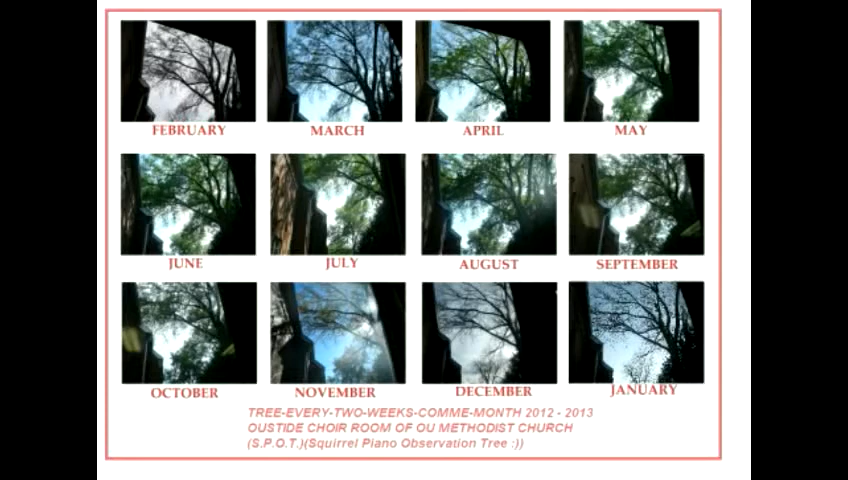 FEBRUARY MARCH APRIL MAY
JUNE JULY AUGUST SEPTEMBER
OCTOBER NOVEMBER DECEMBER JANUARY
TREE-EVERY-TWO-WEEKS-COMME-MONTH 2012 - 2013
OUSTIDE CHOIR ROOM OF OU METHODIST CHURCH
(S.P.O.T.)(Squirrel Piano Observation Tree :))